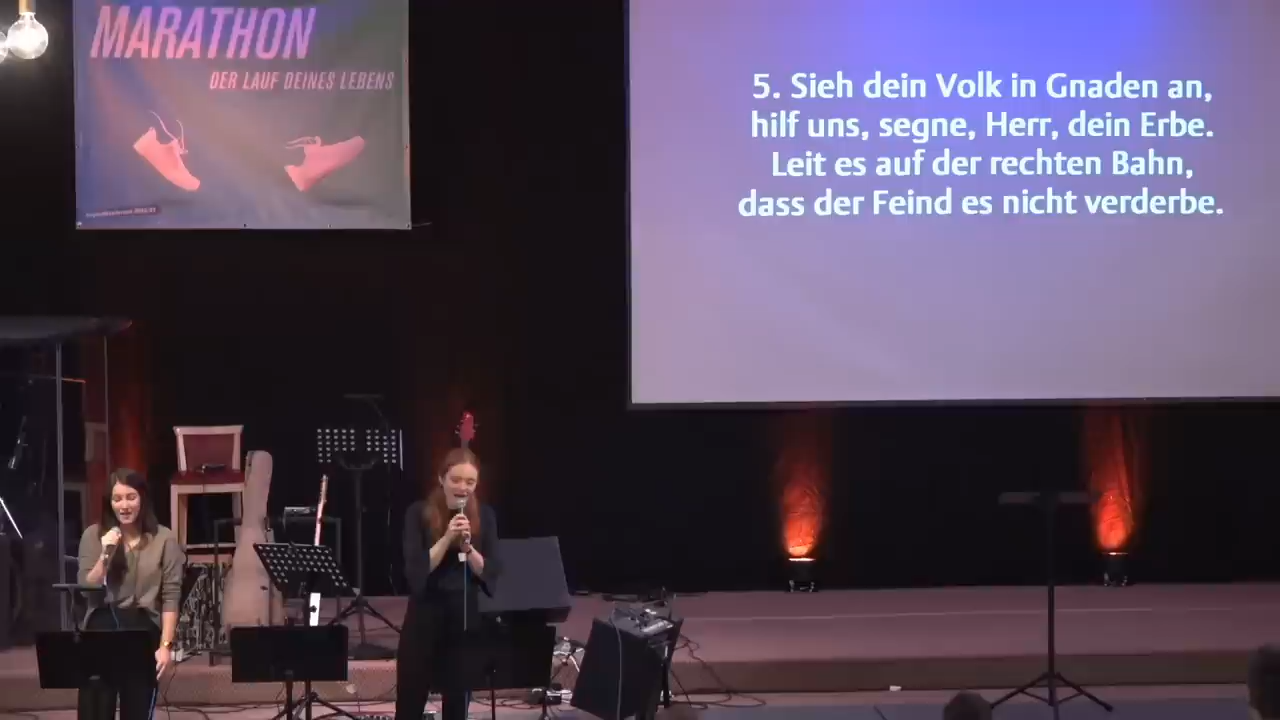 MARATHON
DER LAUF DEINES LEBENS
5. Sieh dein Volk in Gnaden an,
hilf uns, segne, Herr, dein Erbe.
Leit es auf der rechten Bahn,
dass der Feind es nicht verderbe.